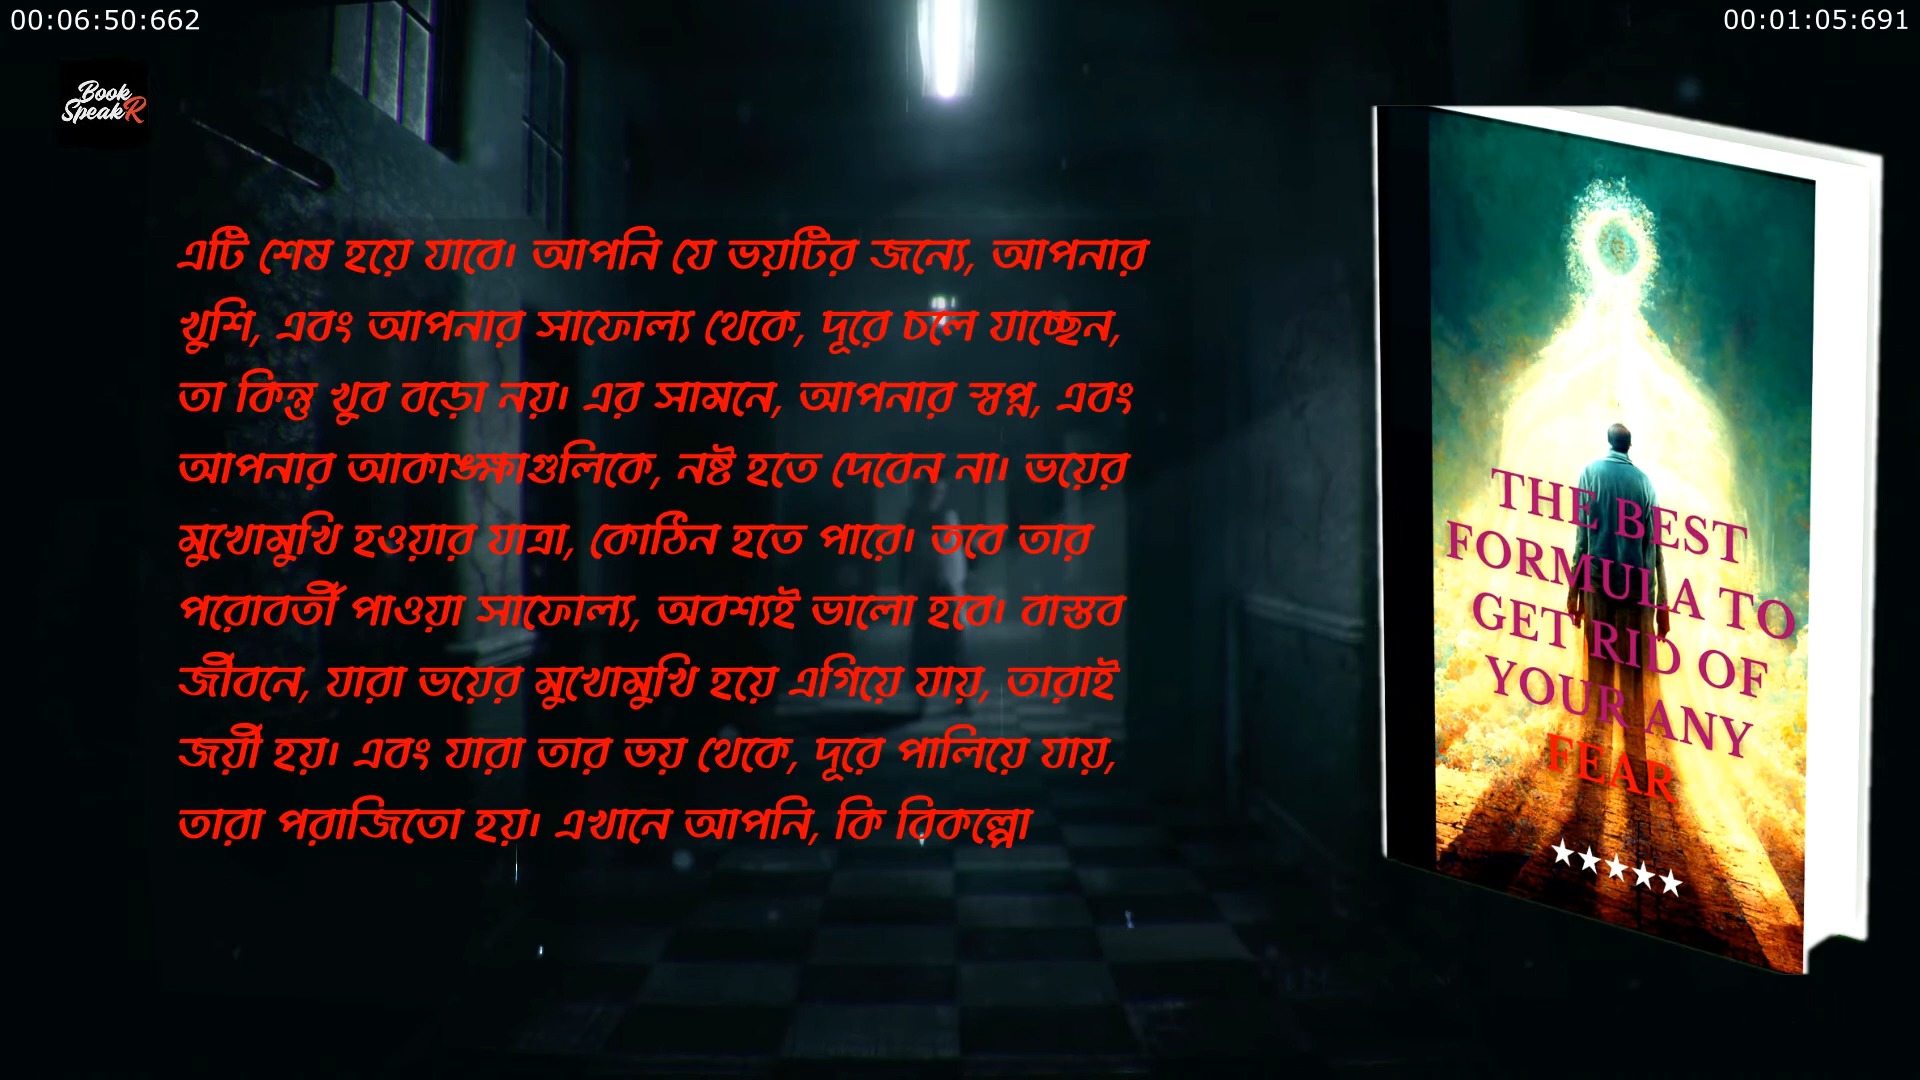 00:06:50:662
00:01:05:691
Book
SpeakR
এটি শেষ হয়ে যাবে। আপনি যে ভয়টির জন্যে, আপনার
খুশি, এবং আপনার সাফোল্য থেকে, দূরে চলে যাচ্ছেন,
তা কিন্তু খুব বড়ো নয়। এর সামনে, আপনার স্বপ্ন, এবং
আপনার আকাঙ্ক্ষাগুলিকে, নষ্ট হতে দেবেন না। ভয়ের
মুখোমুখি হওয়ার যাত্রা, কোঠিন হতে পারে। তবে তার
পরোবর্তী পাওয়া সাফোল্য, অবশ্যই ভালো হবে। বাস্তব
জীবনে, যারা ভয়ের মুখোমুখি হয়ে এগিয়ে যায়, তারাই
জয়ী হয়। এবং যারা তার ভয় থেকে, দূরে পালিয়ে যায়,
তারা পরাজিতো হয়। এখানে আপনি, কি বিকল্পো
THE BEST
FORMULA TO
GET RID OF
YOUR ANY
FEAR